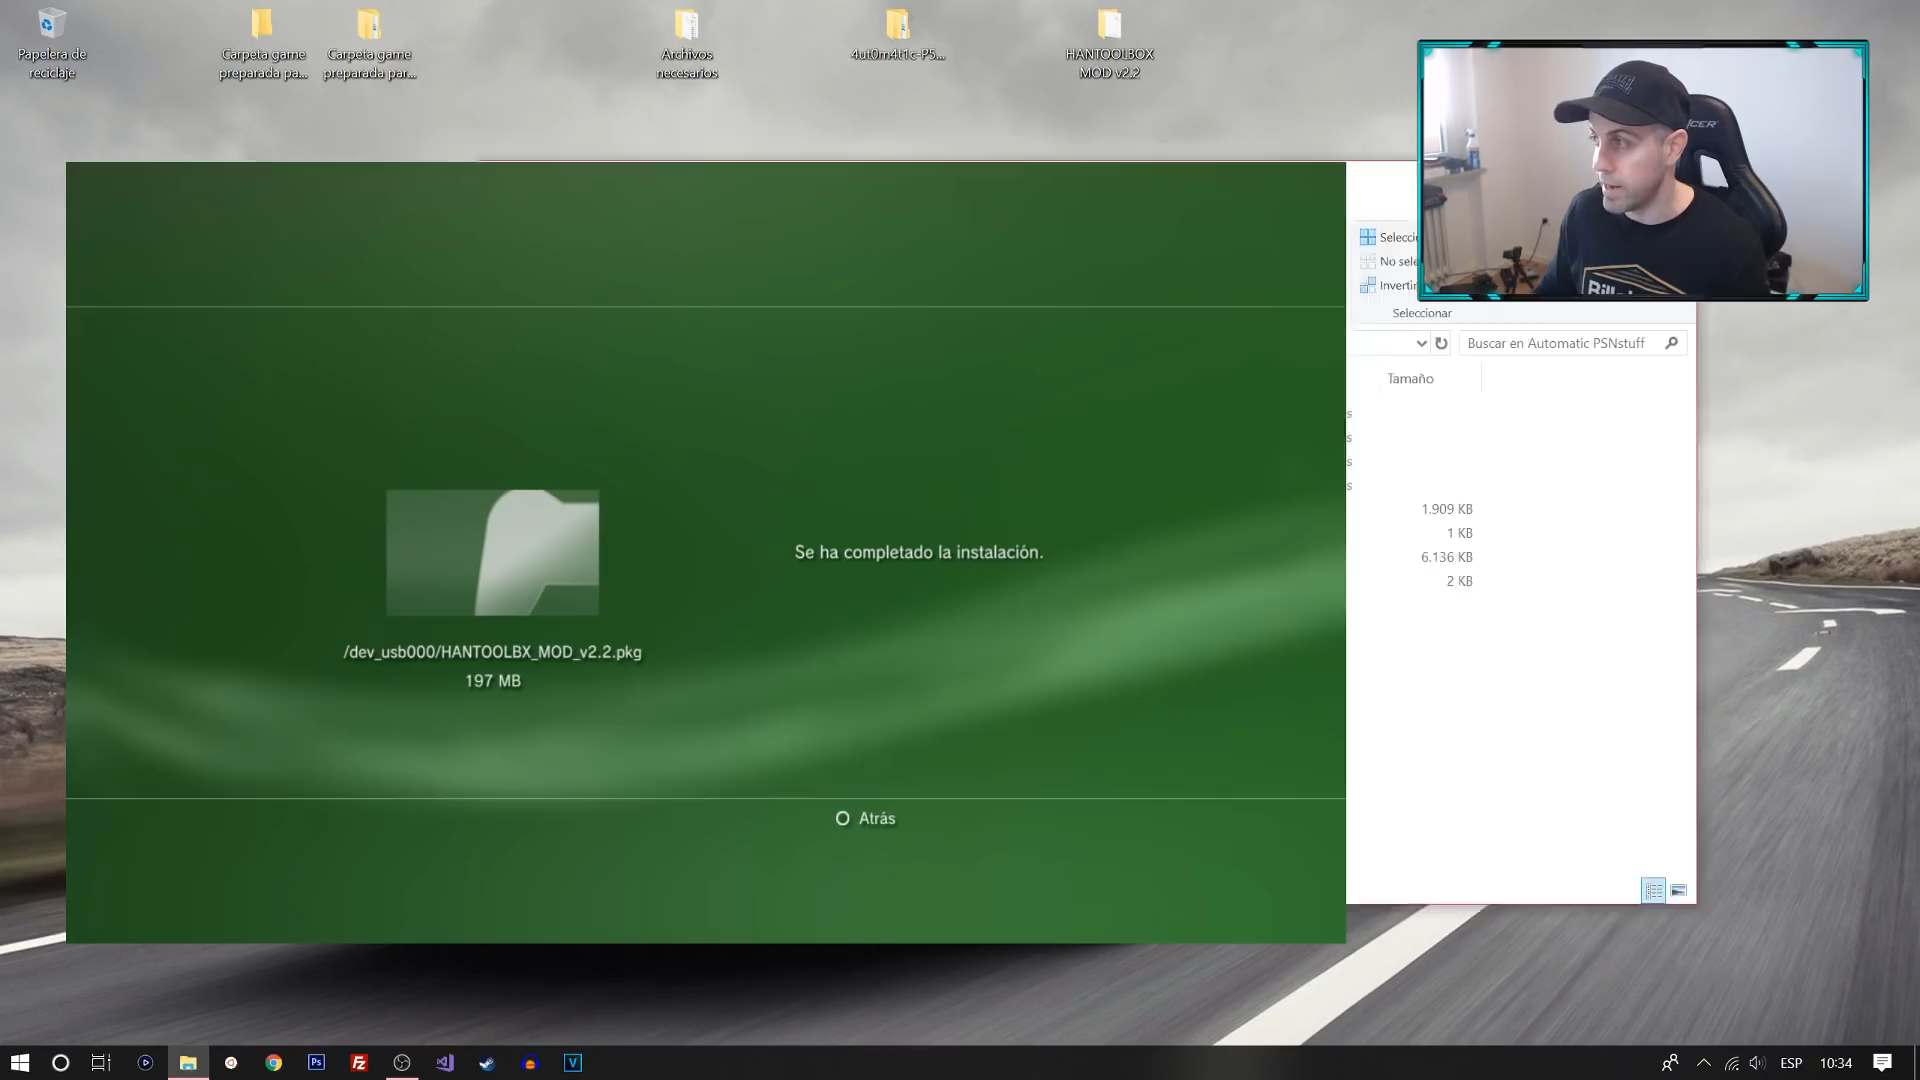 Papelera de
reciclaje
Carpeta game
preparada pa...
Carpeta game
preparada par...
Archivos
necesarios
4ut0m4t1c-P5...
HANTOOLBOX
MOD v2.2
No sele
Seleccionar
Buscar en Automatic PSNstuff
Tamaño
1.909 KB
1 KB
6.136 KB
2 KB
Se ha completado la instalación.
/dev_usb000/HANTOOLBX_MOD_v2.2.pkg
197 MB
Atrás
Ps
Fz
V
ESP
10:34